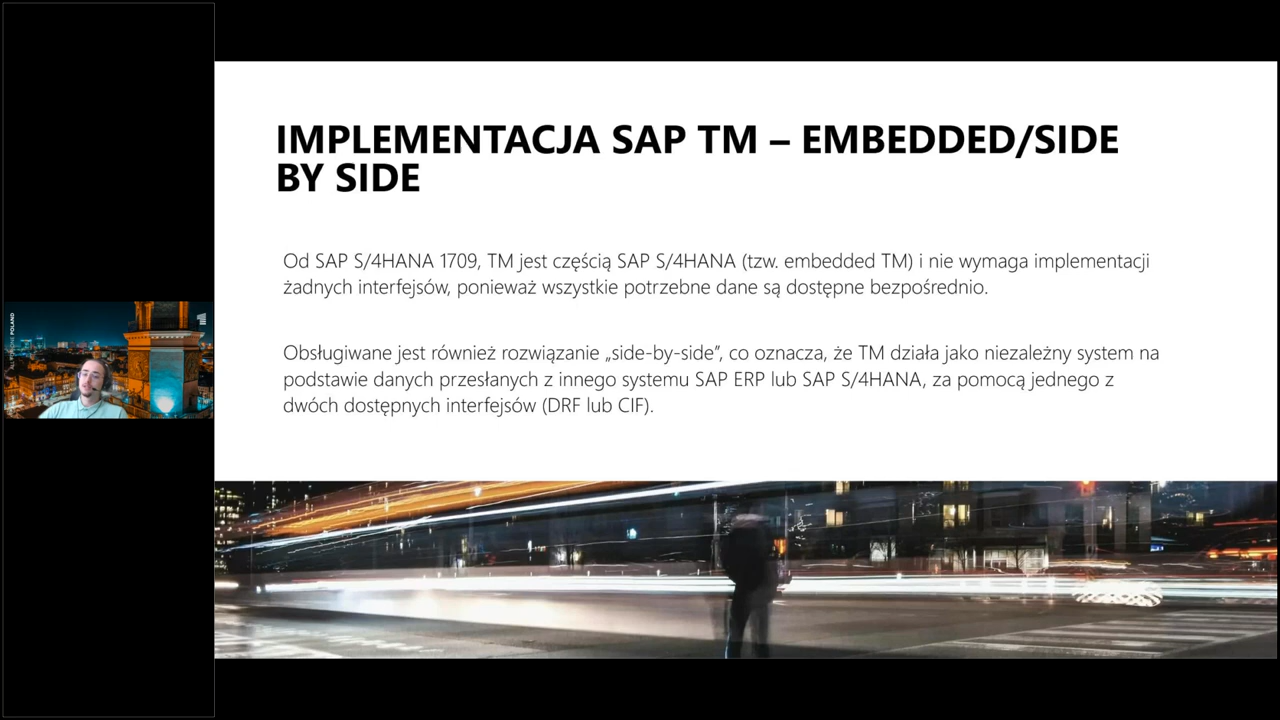 IMPLEMENTACJA SAP TM – EMBEDDED/SIDE
BY SIDE
Od SAP S/4HANA 1709, TM jest częścią SAP S/4HANA (tzw. embedded TM) i nie wymaga implementacji
żadnych interfejsów, ponieważ wszystkie potrzebne dane są dostępne bezpośrednio.
Obsługiwane jest również rozwiązanie „side-by-side”, co oznacza, że TM działa jako niezależny system na
podstawie danych przesłanych z innego systemu SAP ERP lub SAP S/4HANA, za pomocą jednego z
dwóch dostępnych interfejsów (DRF lub CIF).
POLAND